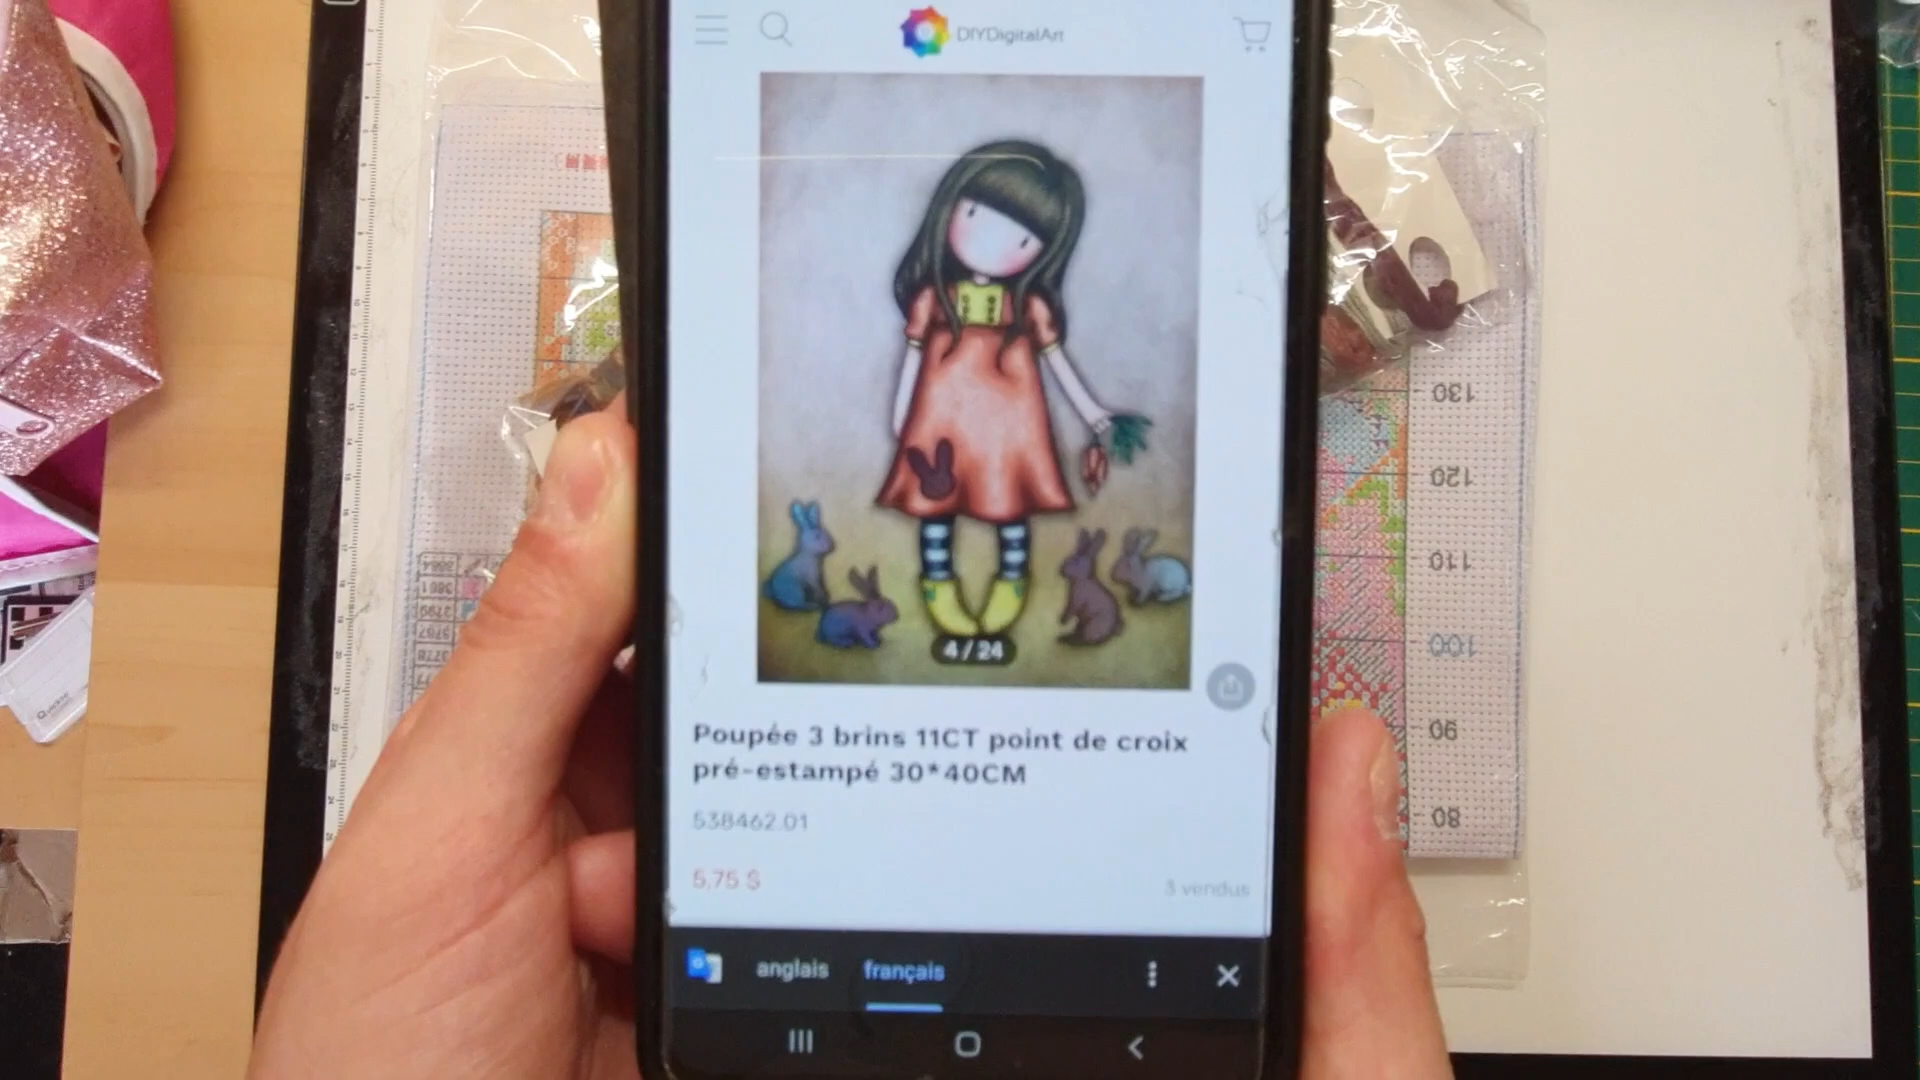 DIYDigitalArt
4 / 24
Poupée 3 brins 11CT point de croix
pré-estampé 30*40CM
538462.01
5,75 $
3 vendus
anglais français
130
120
110
100
90
80